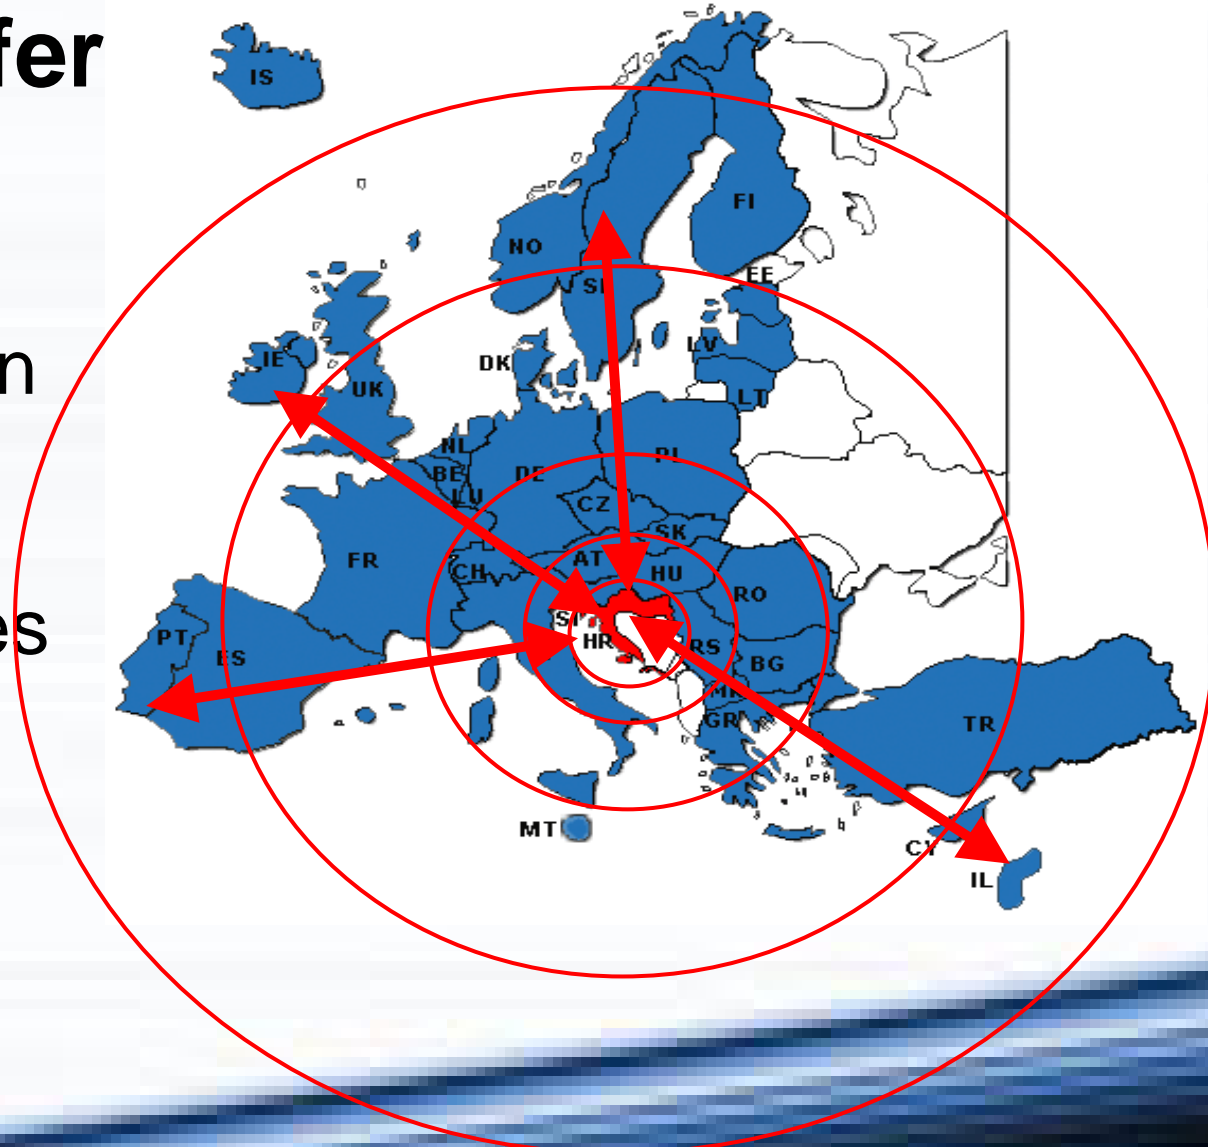 fer
n
es
IS
FI
NO
EE
SE
IE
LV
DK
UK
LT
NL
PL
BE
DE
LU
CZ
SK
FR
AT
CH
HU
RO
SI
PT
HR
RS
ES
BG
MK
GR
TR
MT
CY
IL